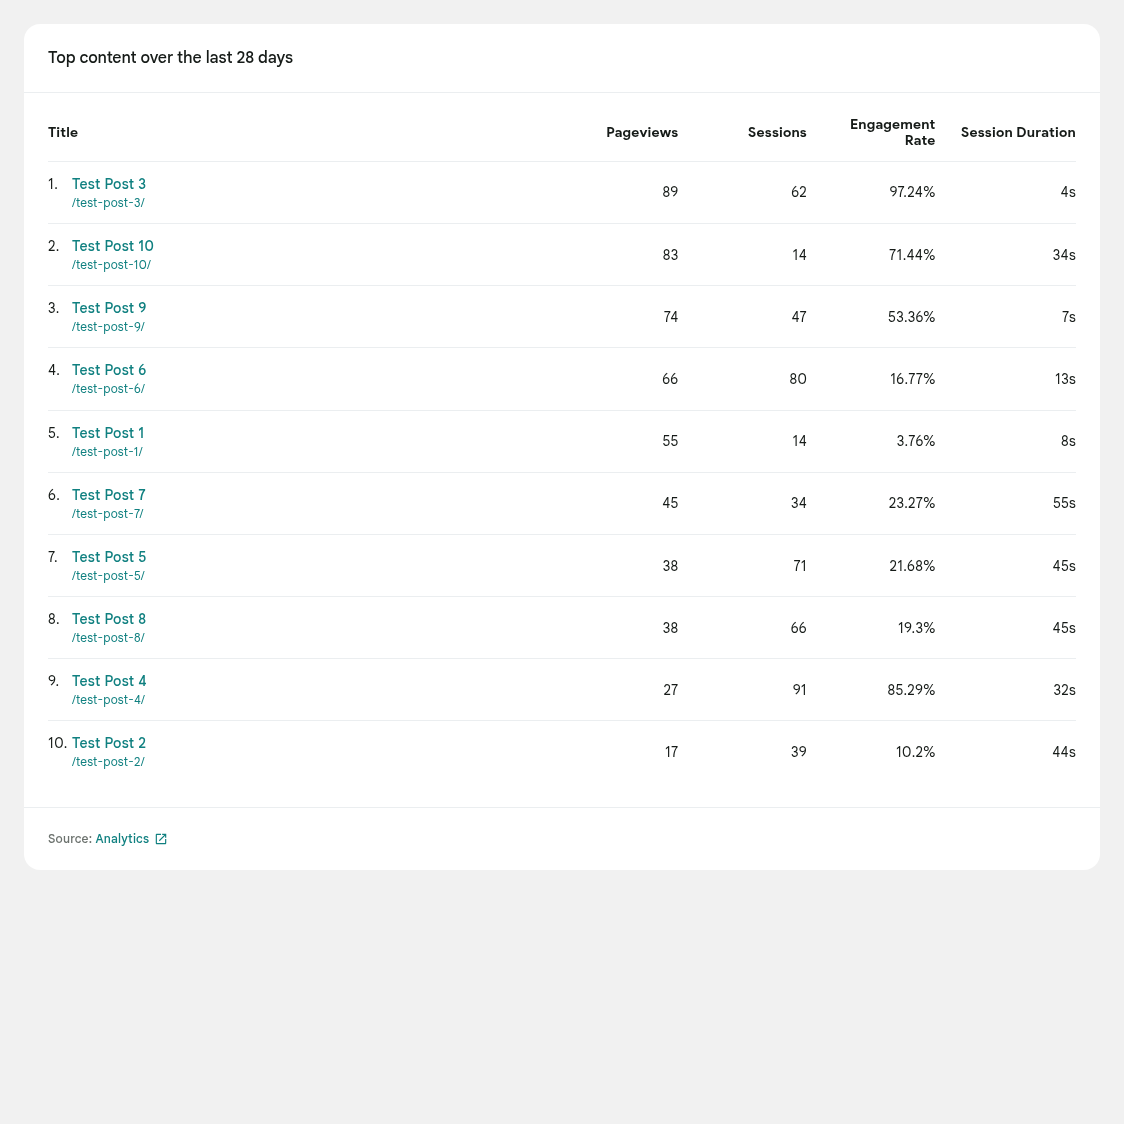 Top content over the last 28 days
Title Pageviews Sessions Engagement Rate Session Duration
1. Test Post 3 89 62 97.24% 4s
/test-post-3/
2. Test Post 10 83 14 71.44% 34s
/test-post-10/
3. Test Post 9 74 47 53.36% 7s
/test-post-9/
4. Test Post 6 66 80 16.77% 13s
/test-post-6/
5. Test Post 1 55 14 3.76% 8s
/test-post-1/
6. Test Post 7 45 34 23.27% 55s
/test-post-7/
7. Test Post 5 38 71 21.68% 45s
/test-post-5/
8. Test Post 8 38 66 19.3% 45s
/test-post-8/
9. Test Post 4 27 91 85.29% 32s
/test-post-4/
10. Test Post 2 17 39 10.2% 44s
/test-post-2/
Source: Analytics